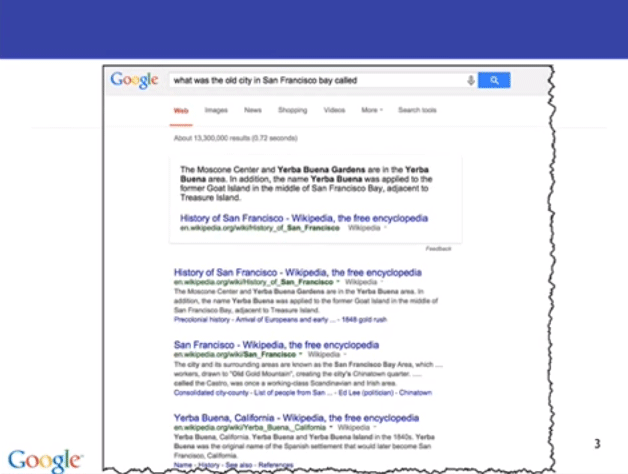 Google what was the old city in San Francisco bay called
Web Images News Shopping Videos More Search tools
About 13,300,000 results (0.72 seconds)
The Moscone Center and Yerba Buena Gardens are in the Yerba
Buena area. In addition, the name Yerba Buena was applied to the
former Goat Island in the middle of San Francisco Bay, adjacent to
Treasure Island.
History of San Francisco - Wikipedia, the free encyclopedia
en.wikipedia.org/wiki/History_of_San_Francisco Wikipedia
Feedback
History of San Francisco - Wikipedia, the free encyclopedia
en.wikipedia.org/wiki/History_of_San_Francisco Wikipedia
The Moscone Center and Yerba Buena Gardens are in the Yerba Buena area. In
addition, the name Yerba Buena was applied to the former Goat Island in the middle of
San Francisco Bay, adjacent to Treasure Island.
Precolonial history - Arrival of Europeans and early ... - 1848 gold rush
San Francisco - Wikipedia, the free encyclopedia
en.wikipedia.org/wiki/San_Francisco Wikipedia
The city and its surrounding areas are known as the San Francisco Bay Area, which ....
workers, drawn to "Old Gold Mountain", creating the city's Chinatown quarter. .....
called the Castro, was once a working-class Scandinavian and Irish area.
Consolidated city-county - List of people from San ... - Ed Lee (politician) - Chinatown
Yerba Buena, California - Wikipedia, the free encyclopedia
en.wikipedia.org/wiki/Yerba_Buena,_California Wikipedia
Yerba Buena, California. Yerba Buena and Yerba Buena Island in the 1840s. Yerba
Buena was the original name of the Spanish settlement that would later become San
Francisco, California.
Name - History - See also - References
Google
3